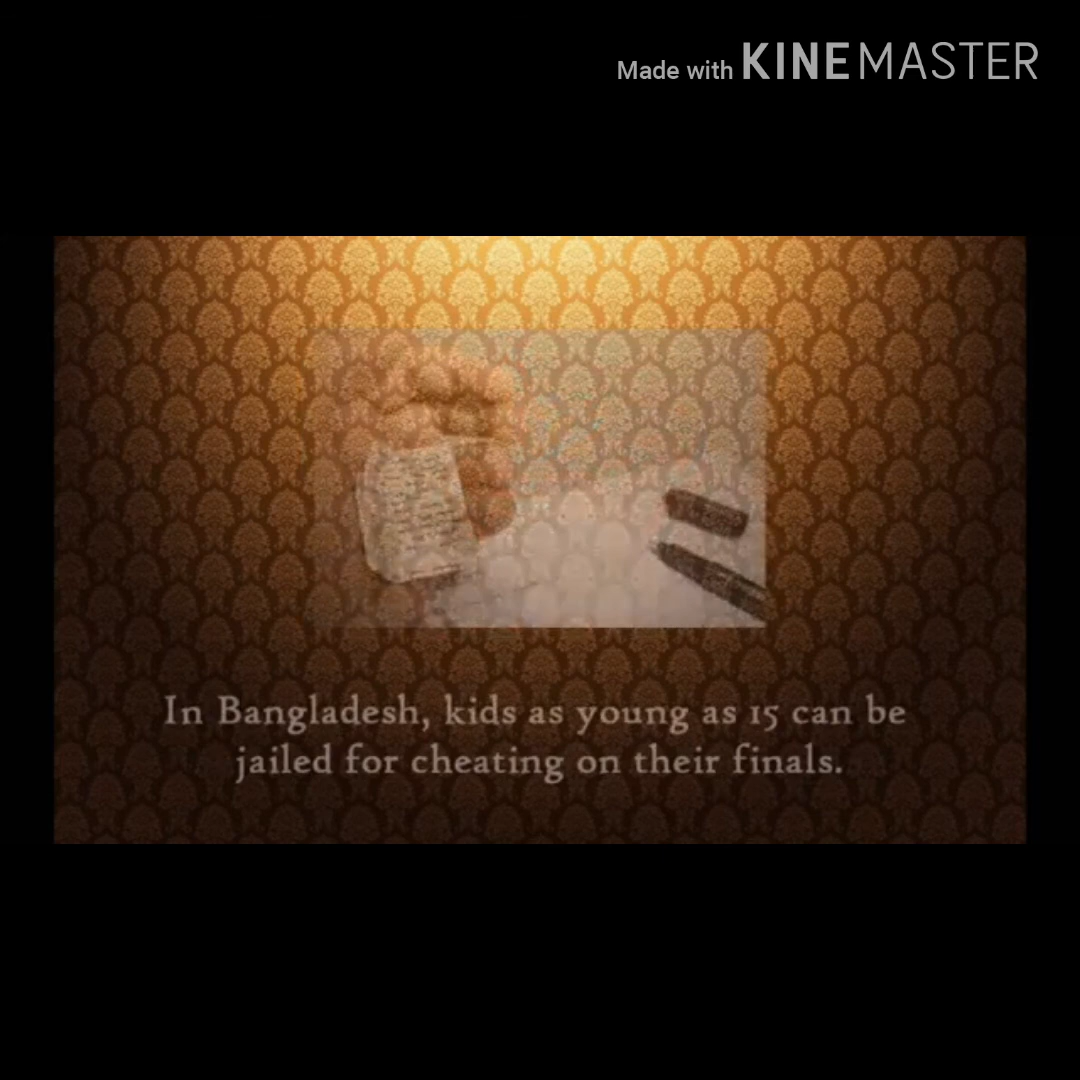 Made with KINEMASTER
In Bangladesh, kids as young as 15 can be
jailed for cheating on their finals.